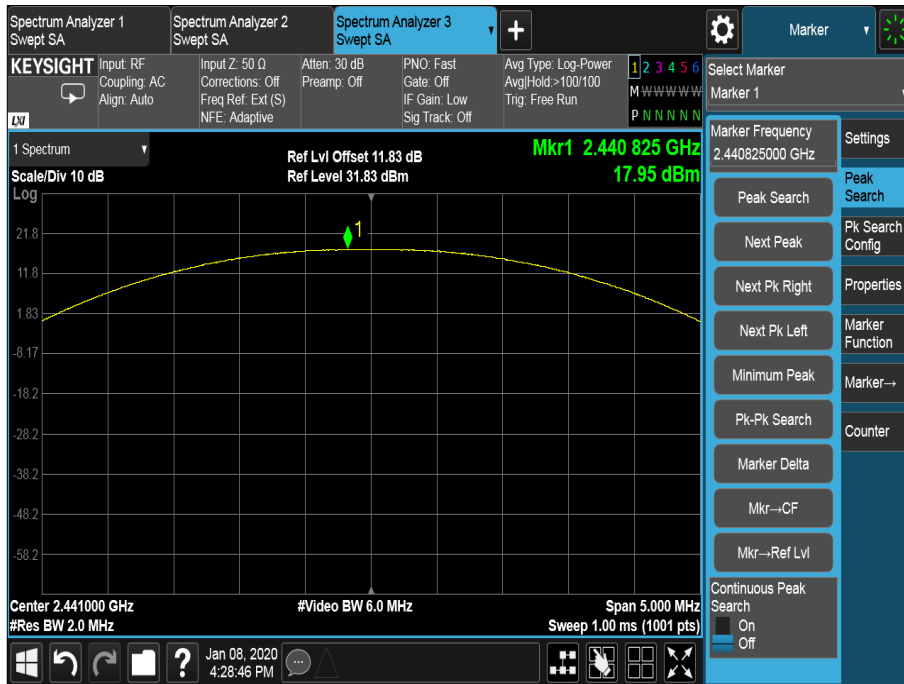 Spectrum Analyzer 1
Swept SA
Spectrum Analyzer 2
Swept SA
Spectrum Analyzer 3
Swept SA
Marker
KEYSIGHT
LXI
Input: RF
Coupling: AC
Align: Auto
Input Z: 50 Ω
Corrections: Off
Freq Ref: Ext (S)
NFE: Adaptive
Atten: 30 dB
Preamp: Off
PNO: Fast
Gate: Off
IF Gain: Low
Sig Track: Off
Avg Type: Log-Power
Avg|Hold:>100/100
Trig: Free Run
1 2 3 4 5 6
M W W W W W
P N N N N N
Select Marker
Marker 1
1 Spectrum
Scale/Div 10 dB
Log
Ref Lvl Offset 11.83 dB
Ref Level 31.83 dBm
Mkr1 2.440 825 GHz
17.95 dBm
1
21.8
11.8
1.83
-8.17
-18.2
-28.2
-38.2
-48.2
-58.2
Center 2.441000 GHz
#Res BW 2.0 MHz
#Video BW 6.0 MHz
Span 5.000 MHz
Sweep 1.00 ms (1001 pts)
Marker Frequency
2.440825000 GHz
Peak Search
Next Peak
Next Pk Right
Next Pk Left
Minimum Peak
Pk-Pk Search
Marker Delta
Mkr→CF
Mkr→Ref Lvl
Continuous Peak
Search
On
Off
Settings
Peak
Search
Pk Search
Config
Properties
Marker
Function
Marker→
Counter
?
Jan 08, 2020
4:28:46 PM